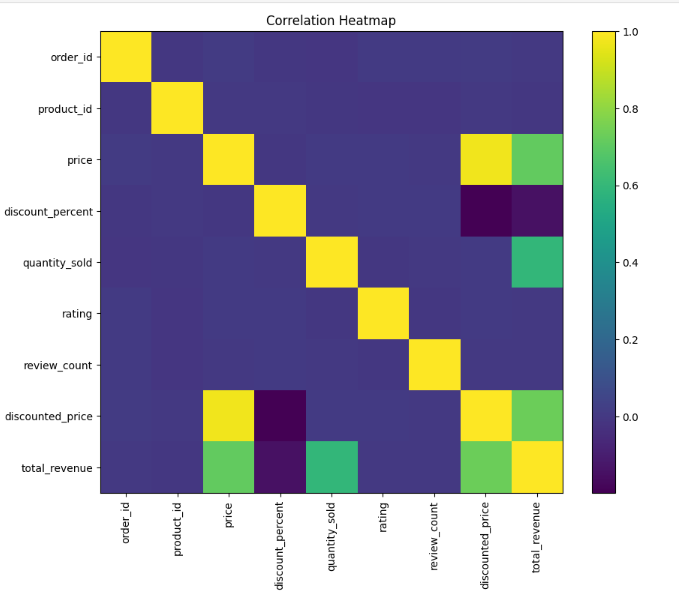 Correlation Heatmap
order_id
product_id
price
discount_percent
quantity_sold
rating
review_count
discounted_price
total_revenue
1.0
0.8
0.6
0.4
0.2
0.0
order_id
product_id
price
discount_percent
quantity_sold
rating
review_count
discounted_price
total_revenue